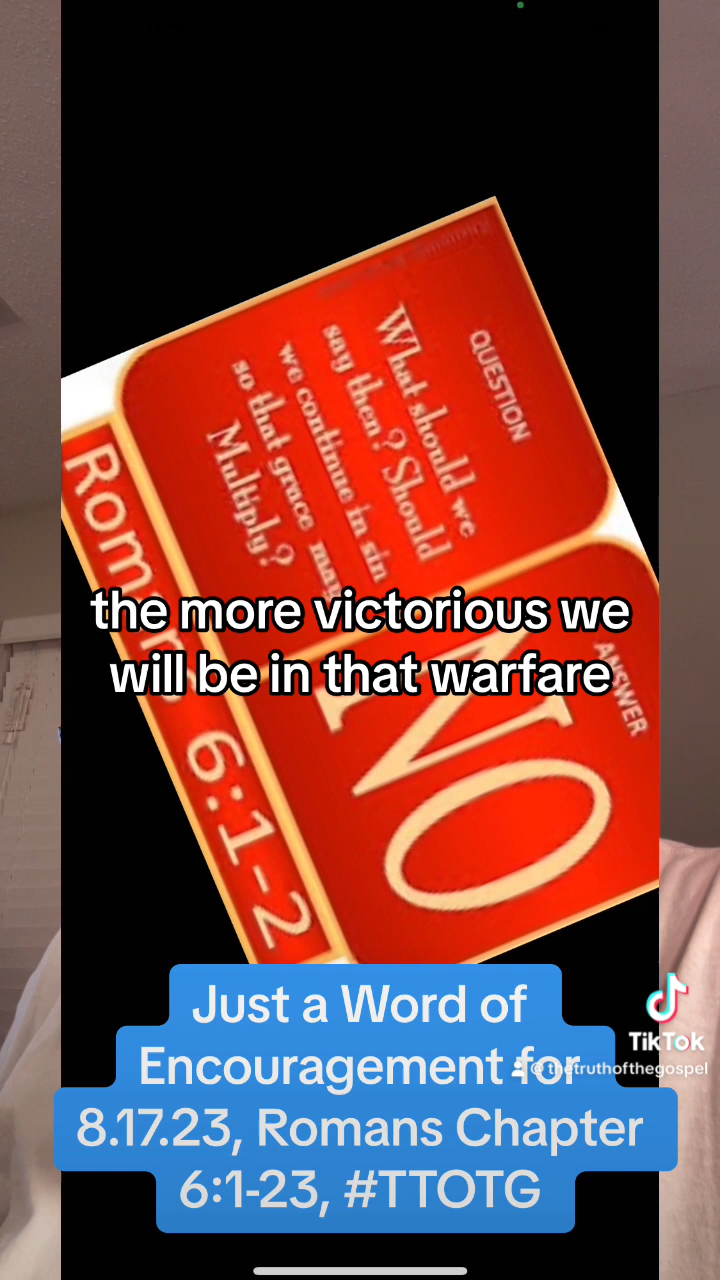 QUESTION
What should we
say then? Should
we continue in sin
so that grace may
Multiply?
ANSWER
NO
Romans 6:1-2
the more victorious we
will be in that warfare
Just a Word of
Encouragement for
8.17.23, Romans Chapter
6:1-23, #TTOTG
TikTok
@thetruthofthegospel